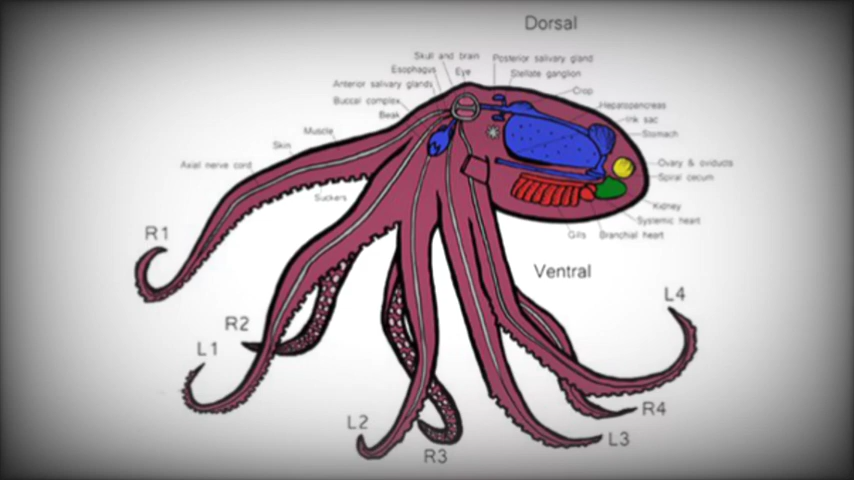 Dorsal
Skull and brain
Posterior salivary gland
Esophagus
Eye
Stellate ganglion
Anterior salivary glands
Crop
Buccal complex
Hepatopancreas
Beak
Ink sac
Muscle
Stomach
Skin
Axial nerve cord
Ovary & oviducts
Spiral cecum
Suckers
Kidney
Systemic heart
R1
Gills
Branchial heart
Ventral
L4
R2
L1
R4
L2
L3
R3